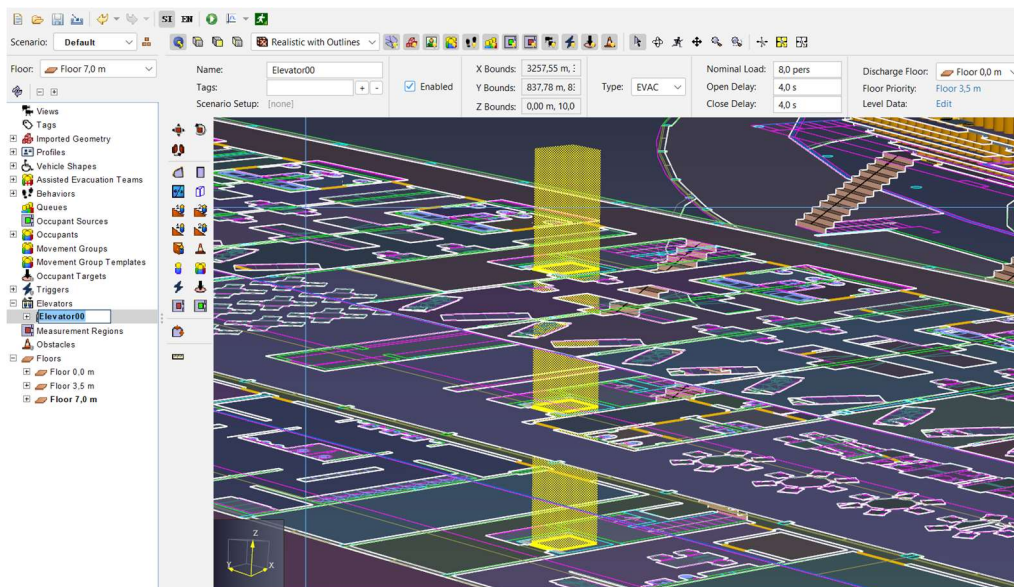 SI EN
Scenario: Default Realistic with Outlines
Floor: Floor 7,0 m
Name: Elevator00
Tags: + -
Scenario Setup: [none]
Enabled
X Bounds: 3257,55 m, :
Y Bounds: 837,78 m, 8:
Z Bounds: 0,00 m, 10,0
Type: EVAC
Nominal Load: 8,0 pers
Open Delay: 4,0 s
Close Delay: 4,0 s
Discharge Floor: Floor 0,0 m
Floor Priority: Floor 3,5 m
Level Data: Edit
Views
Tags
Imported Geometry
Profiles
Vehicle Shapes
Assisted Evacuation Teams
Behaviors
Queues
Occupant Sources
Occupants
Movement Groups
Movement Group Templates
Occupant Targets
Triggers
Elevators
Elevator00
Measurement Regions
Obstacles
Floors
Floor 0,0 m
Floor 3,5 m
Floor 7,0 m
Z
Y X